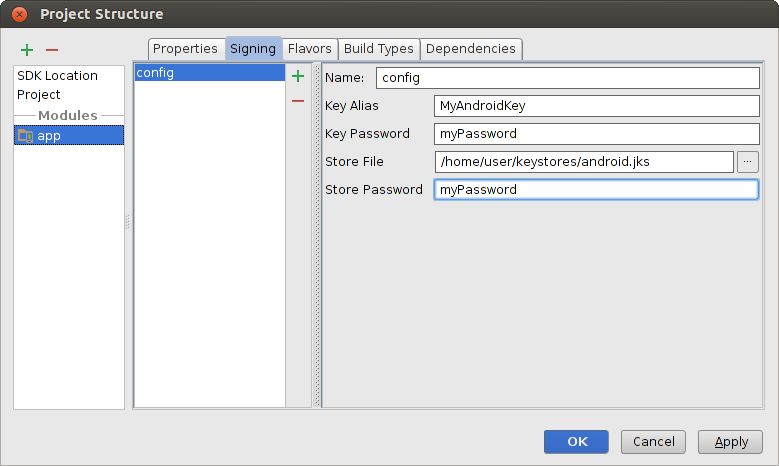 Project Structure
Properties Signing Flavors Build Types Dependencies
SDK Location
Project
Modules
app
config
Name: config
Key Alias MyAndroidKey
Key Password myPassword
Store File /home/user/keystores/android.jks ...
Store Password myPassword
OK Cancel Apply